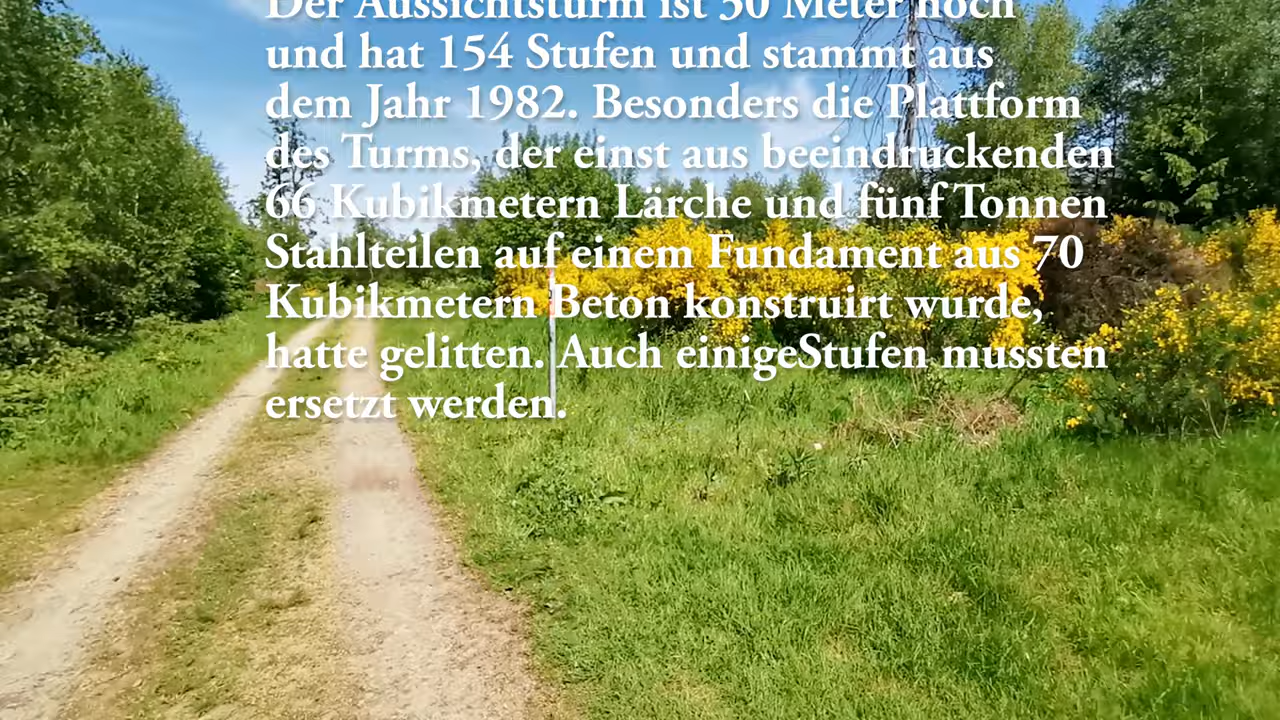 Der Aussichtsturm ist Meter hoch
und hat 154 Stufen und stammt aus
dem Jahr 1982. Besonders die Plattform
des Turms, der einst aus beeindruckenden
66 Kubikmetern Lärche und fünf Tonnen
Stahlteilen auf einem Fundament aus 70
Kubikmetern Beton konstruirt wurde,
hatte gelitten. Auch einigeStufen mussten
ersetzt werden.